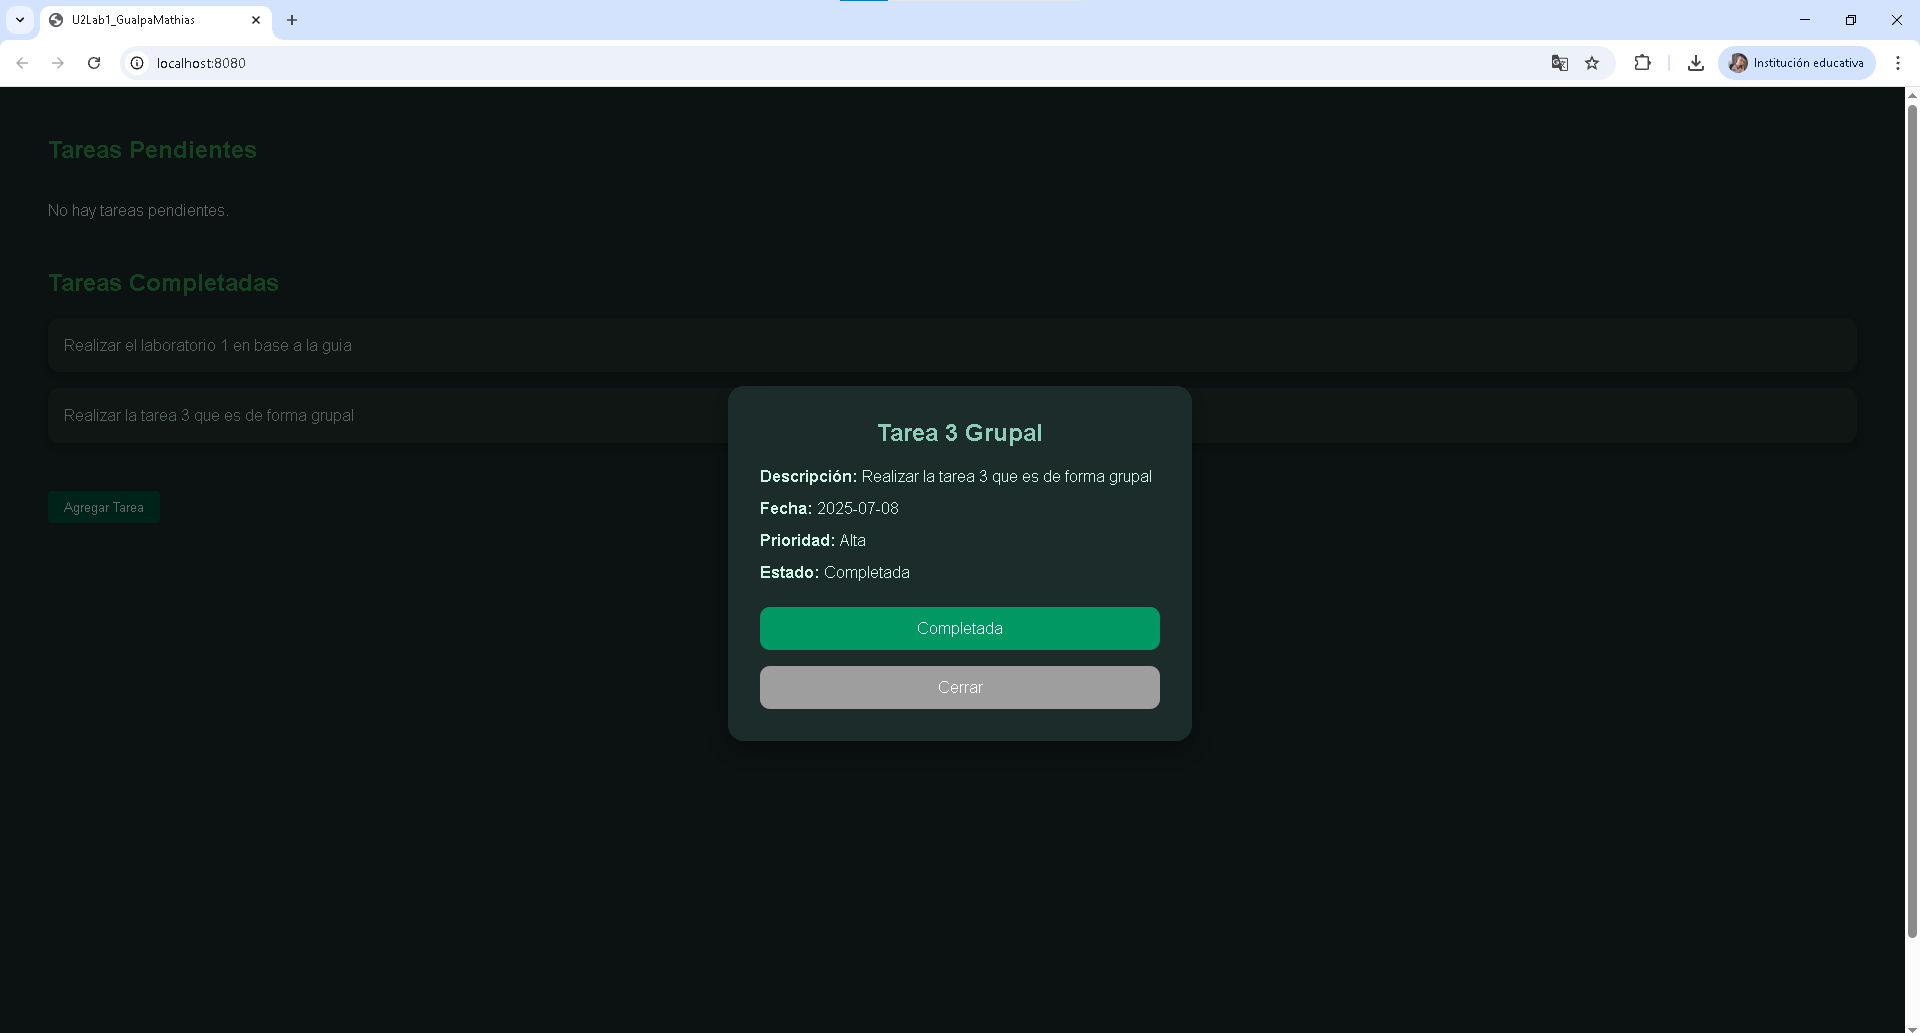 U2Lab1_GualpaMathias
localhost:8080
Institución educativa
Tareas Pendientes
No hay tareas pendientes.
Tareas Completadas
Realizar el laboratorio 1 en base a la guia
Realizar la tarea 3 que es de forma grupal
Agregar Tarea
Tarea 3 Grupal
Descripción: Realizar la tarea 3 que es de forma grupal
Fecha: 2025-07-08
Prioridad: Alta
Estado: Completada
Completada
Cerrar